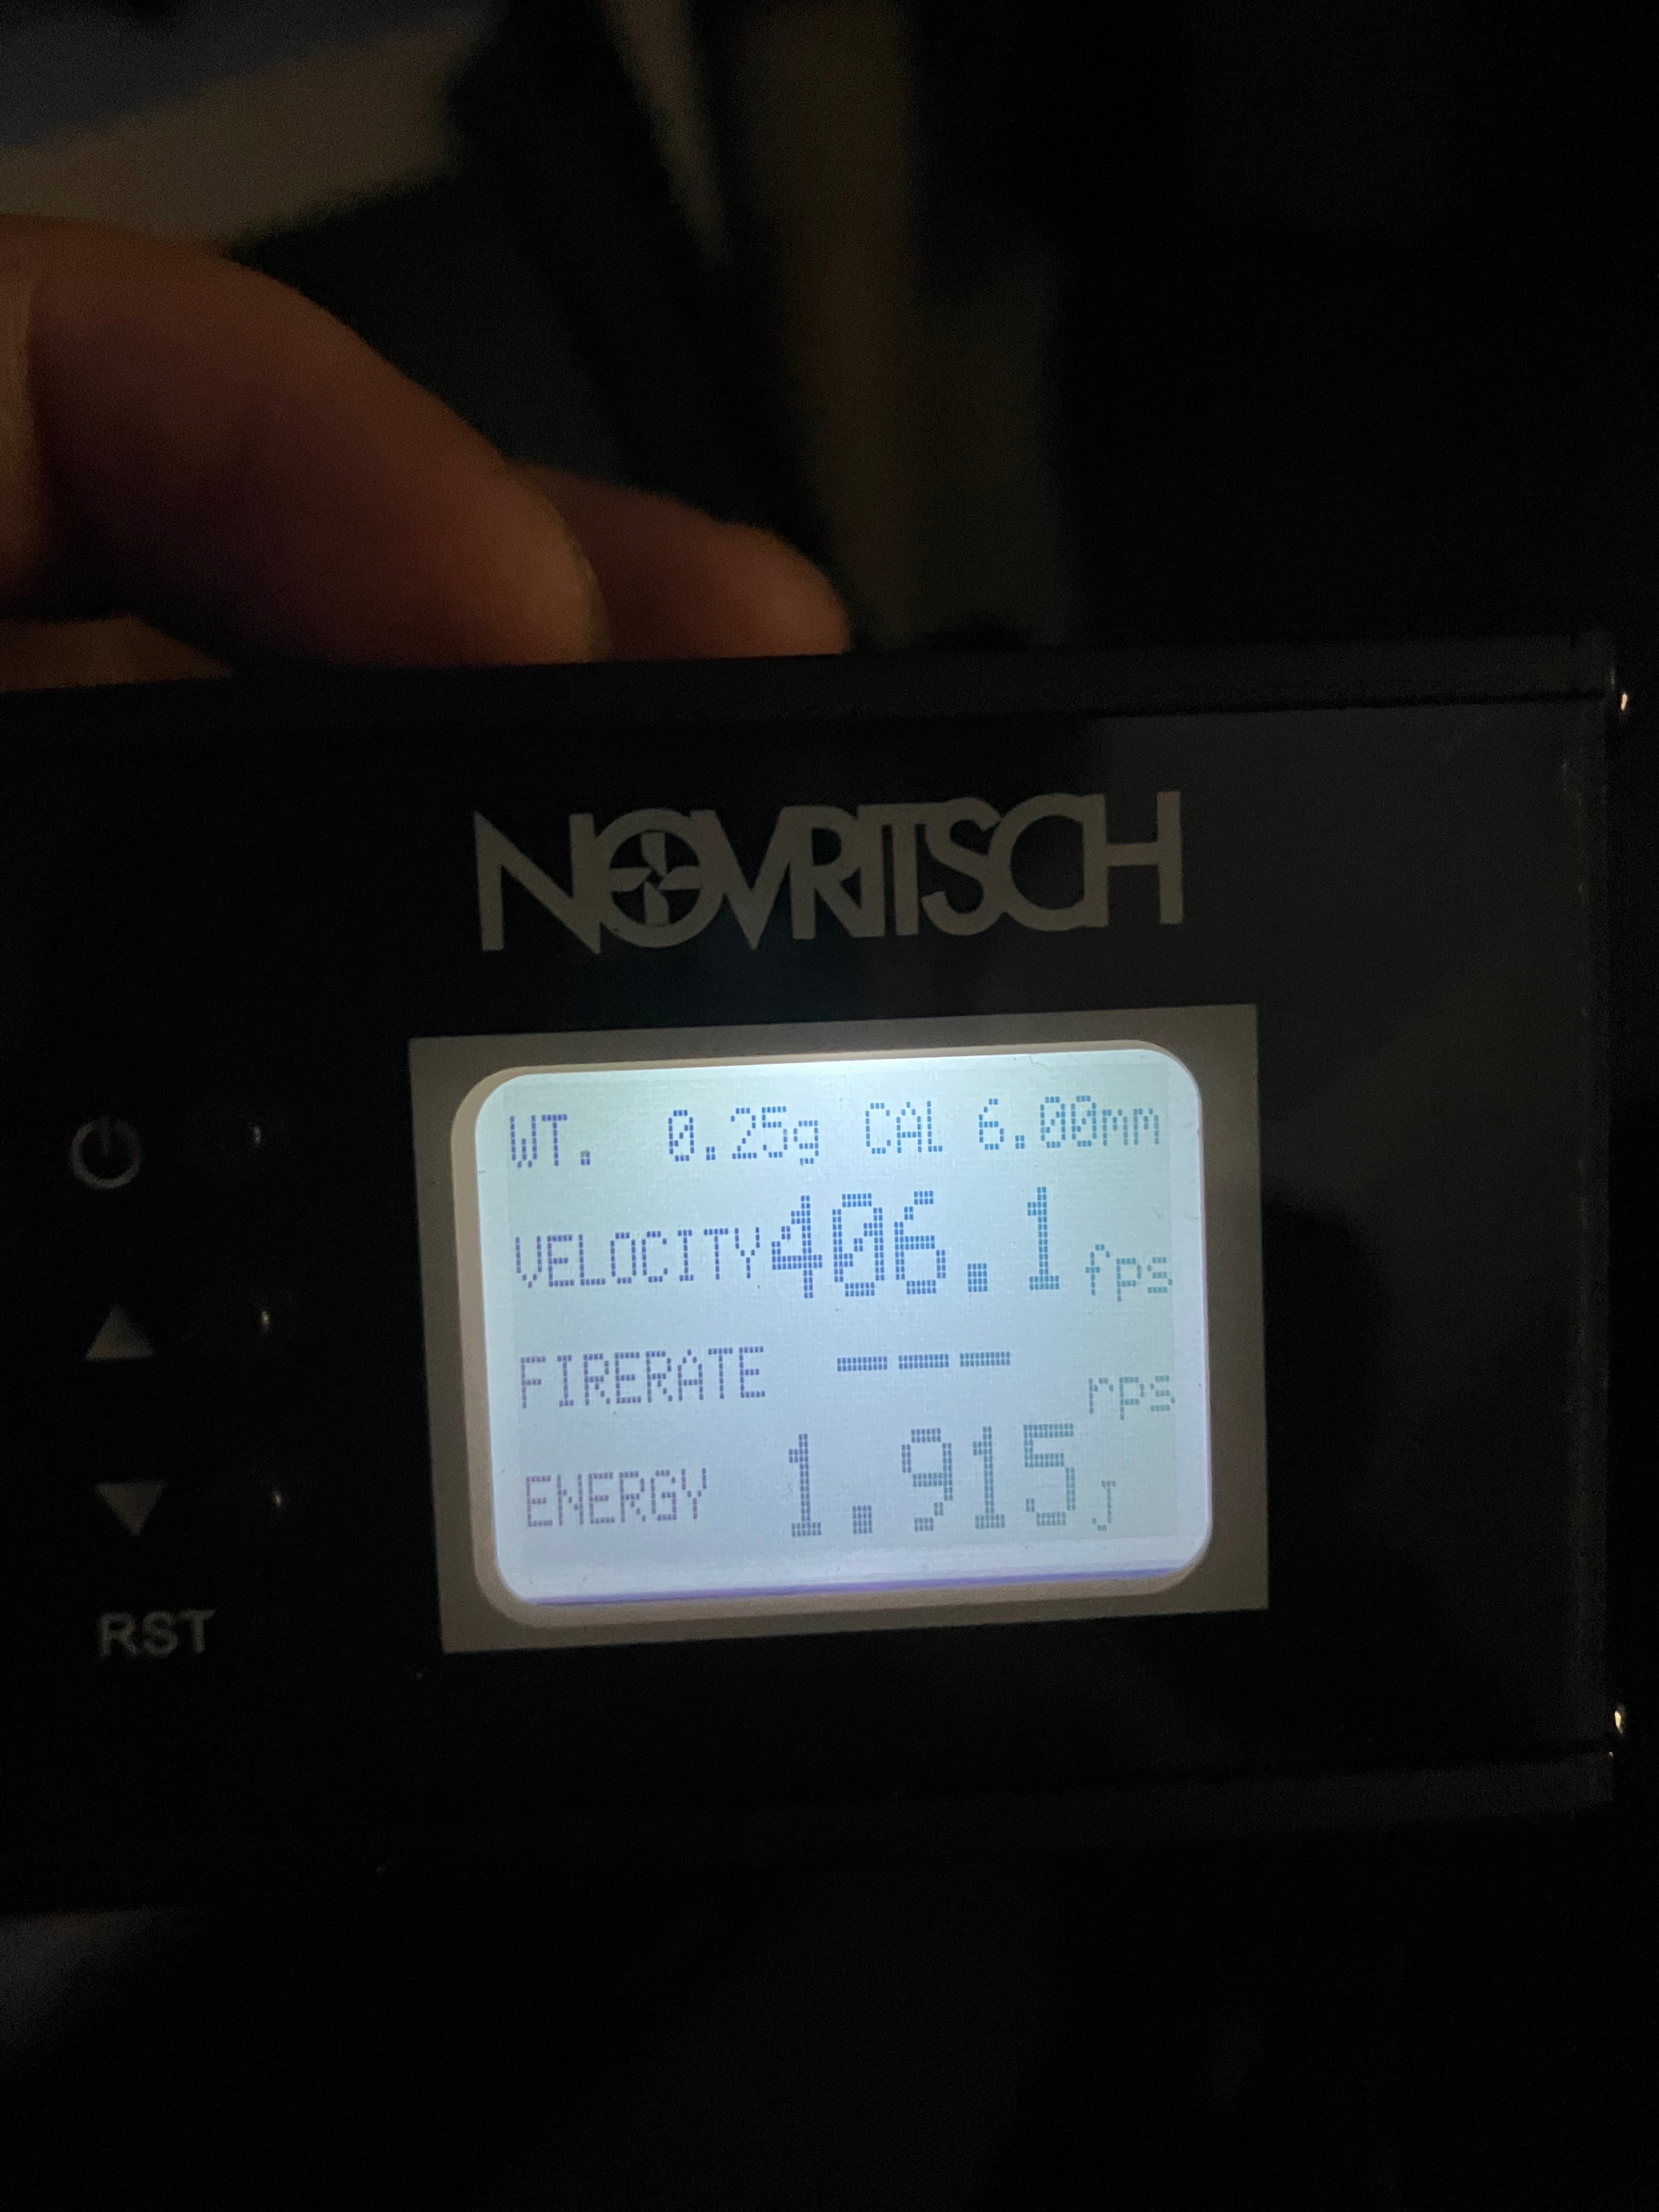 NOVRITSCH
WT. 0.25g CAL 6.00mm
VELOCITY 406.1 fps
FIRERATE --- rps
ENERGY 1.915 J
RST